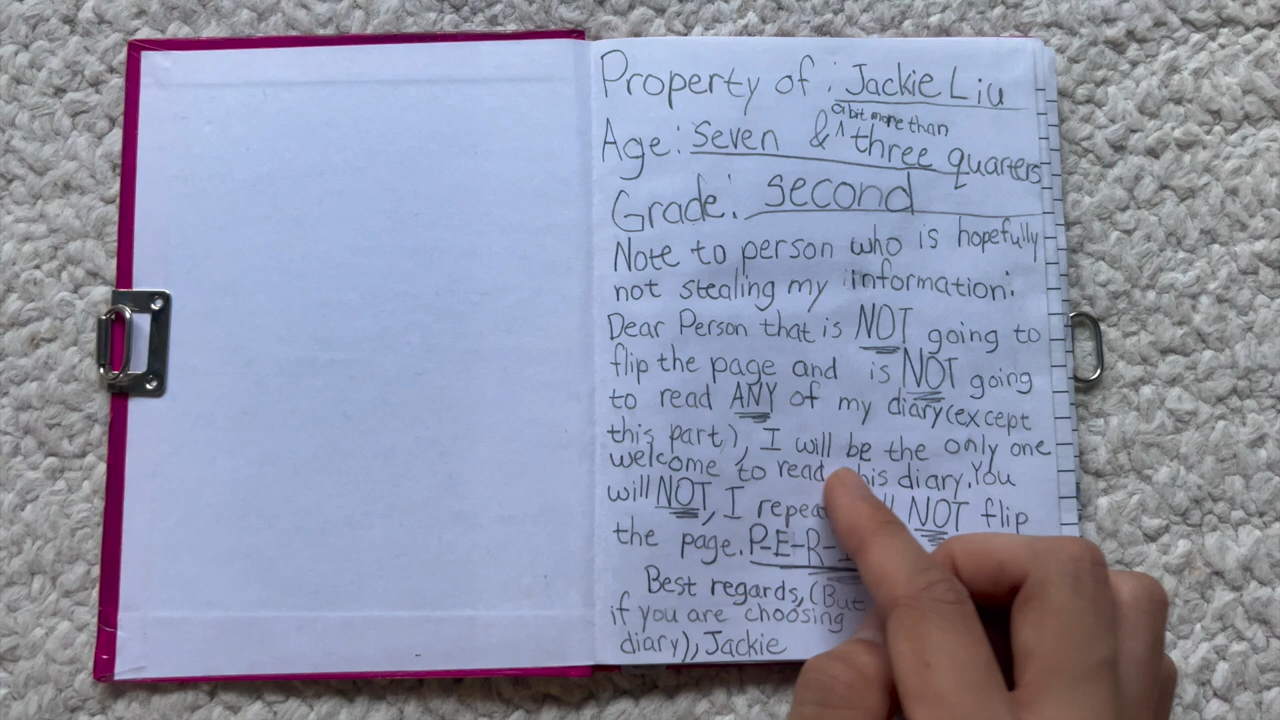 Property of: Jackie Liu
a bit more than
Age: seven & ^ three quarters
Grade: second
Note to person who is hopefully
not stealing my information:
Dear Person that is NOT going to
flip the page and is NOT going
to read ANY of my diary(except
this part), I will be the only one
welcome to read this diary. You
will NOT, I repeat will NOT flip
the page. P-E-R-I
Best regards, (But
if you are choosing
diary), Jackie